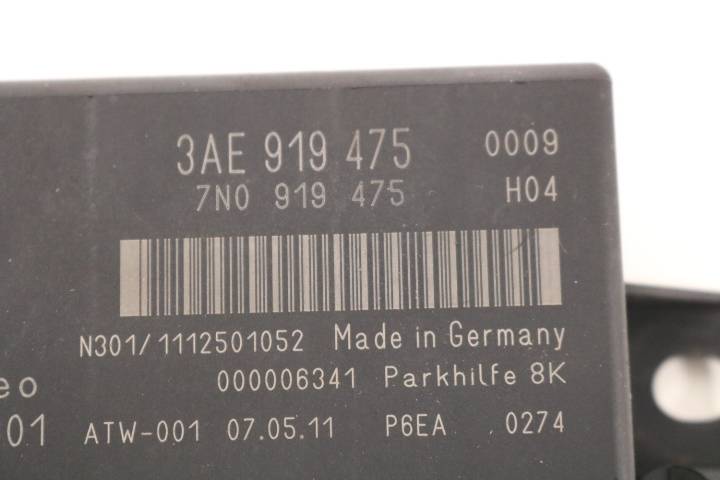 3AE 919 475 0009
7N0 919 475 H04
N301/1112501052 Made in Germany
eo 000006341 Parkhilfe 8K
01 ATW-001 07.05.11 P6EA 0274